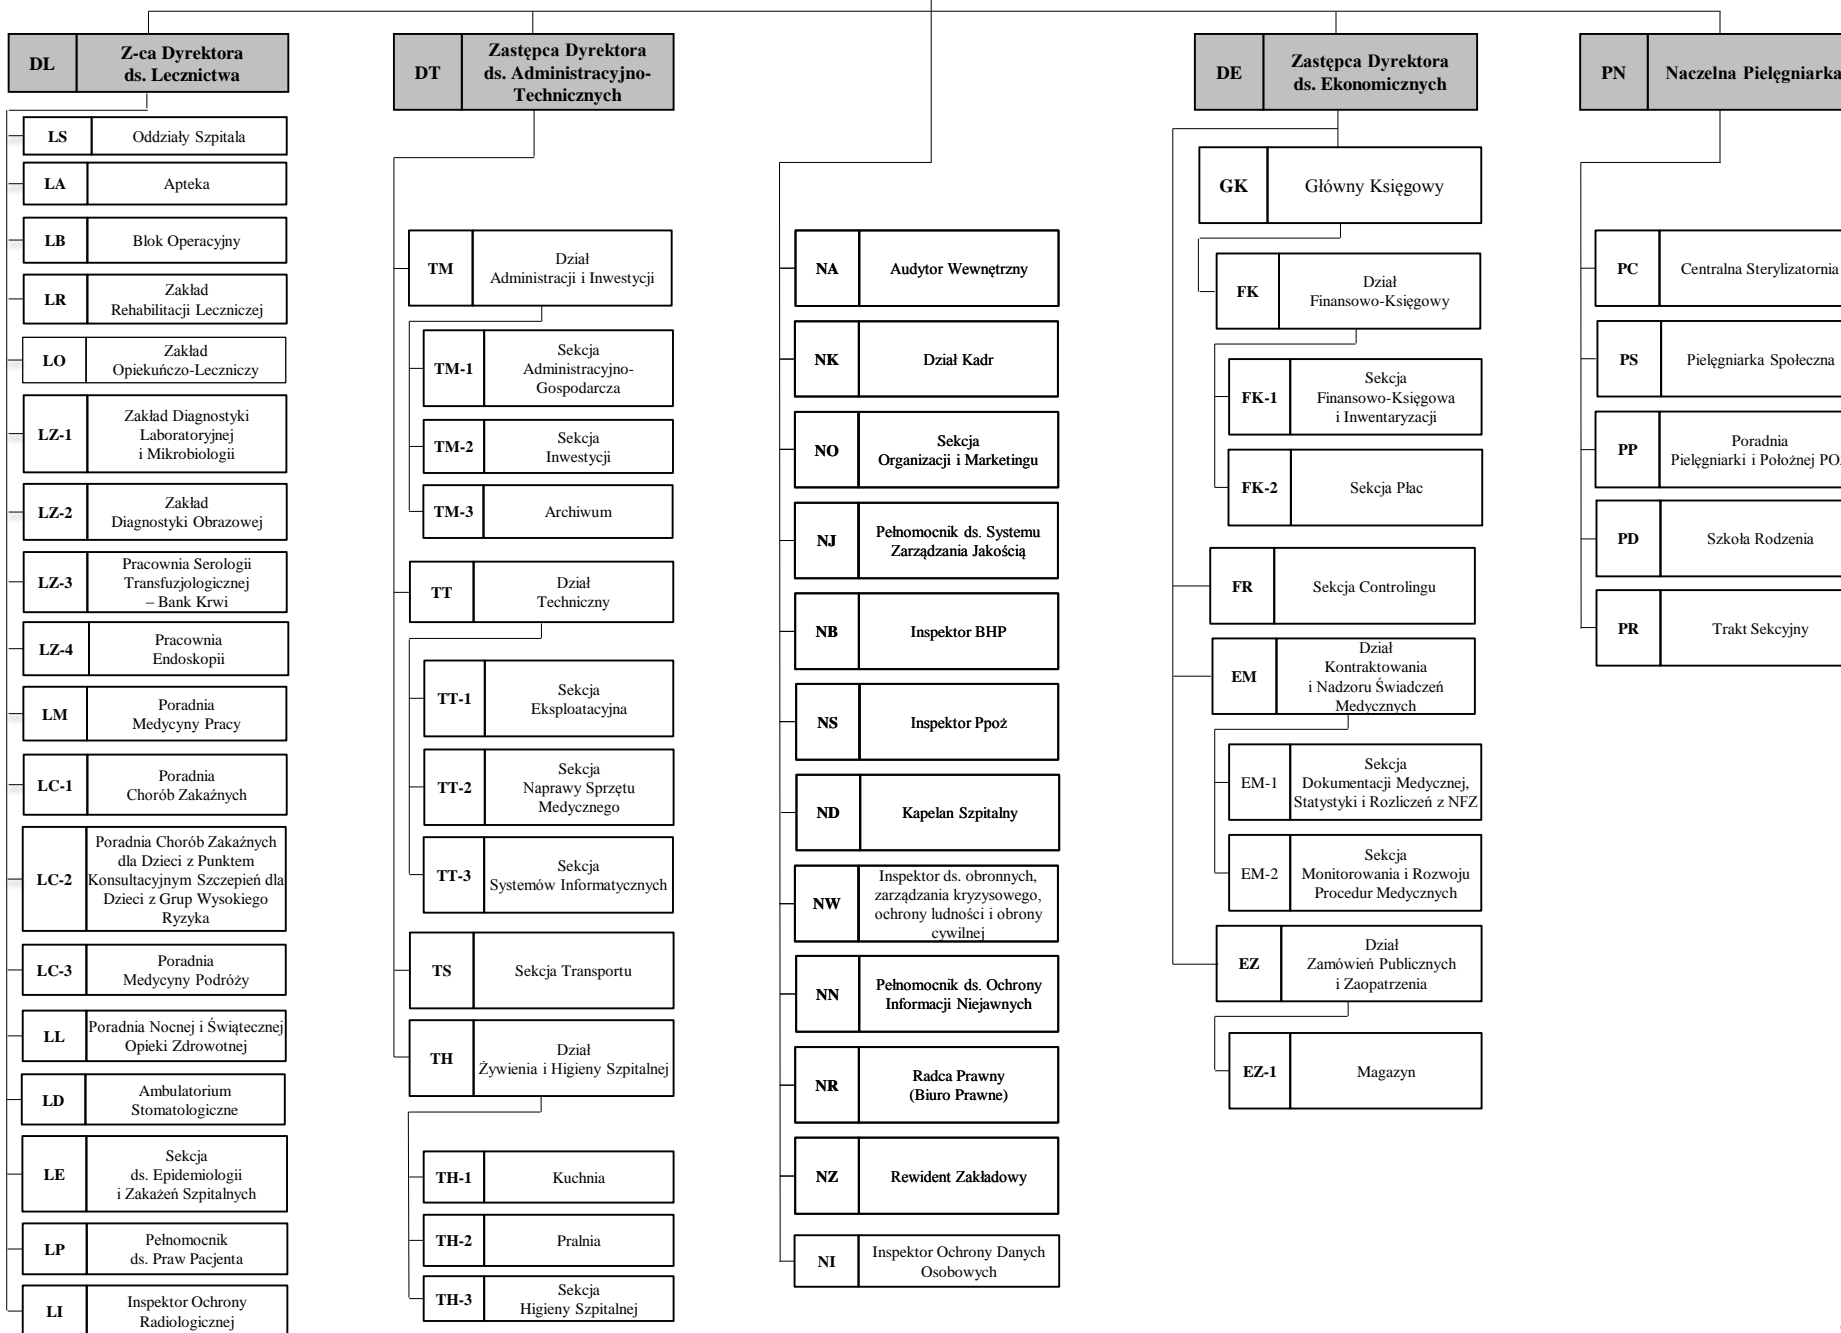 DL
Z-ca Dyrektora
ds. Lecznictwa
LS
Oddziały Szpitala
LA
Apteka
LB
Blok Operacyjny
LR
Zakład
Rehabilitacji Leczniczej
LO
Zakład
Opiekuńczo-Leczniczy
LZ-1
Zakład Diagnostyki
Laboratoryjnej
i Mikrobiologii
LZ-2
Zakład
Diagnostyki Obrazowej
LZ-3
Pracownia Serologii
Transfuzjologicznej
– Bank Krwi
LZ-4
Pracownia
Endoskopii
LM
Poradnia
Medycyny Pracy
LC-1
Poradnia
Chorób Zakaźnych
LC-2
Poradnia Chorób Zakaźnych
dla Dzieci z Punktem
Konsultacyjnym Szczepień dla
Dzieci z Grup Wysokiego
Ryzyka
LC-3
Poradnia
Medycyny Podróży
LL
Poradnia Nocnej i Świątecznej
Opieki Zdrowotnej
LD
Ambulatorium
Stomatologiczne
LE
Sekcja
ds. Epidemiologii
i Zakażeń Szpitalnych
LP
Pełnomocnik
ds. Praw Pacjenta
LI
Inspektor Ochrony
Radiologicznej
DT
Zastępca Dyrektora
ds. Administracyjno-
Technicznych
TM
Dział
Administracji i Inwestycji
TM-1
Sekcja
Administracyjno-
Gospodarcza
TM-2
Sekcja
Inwestycji
TM-3
Archiwum
TT
Dział
Techniczny
TT-1
Sekcja
Eksploatacyjna
TT-2
Sekcja
Naprawy Sprzętu
Medycznego
TT-3
Sekcja
Systemów Informatycznych
TS
Sekcja Transportu
TH
Dział
Żywienia i Higieny Szpitalnej
TH-1
Kuchnia
TH-2
Pralnia
TH-3
Sekcja
Higieny Szpitalnej
NA
Audytor Wewnętrzny
NK
Dział Kadr
NO
Sekcja
Organizacji i Marketingu
NJ
Pełnomocnik ds. Systemu
Zarządzania Jakością
NB
Inspektor BHP
NS
Inspektor Ppoż
ND
Kapelan Szpitalny
NW
Inspektor ds. obronnych,
zarządzania kryzysowego,
ochrony ludności i obrony
cywilnej
NN
Pełnomocnik ds. Ochrony
Informacji Niejawnych
NR
Radca Prawny
(Biuro Prawne)
NZ
Rewident Zakładowy
NI
Inspektor Ochrony Danych
Osobowych
DE
Zastępca Dyrektora
ds. Ekonomicznych
GK
Główny Księgowy
FK
Dział
Finansowo-Księgowy
FK-1
Sekcja
Finansowo-Księgowa
i Inwentaryzacji
FK-2
Sekcja Płac
FR
Sekcja Controlingu
EM
Dział
Kontraktowania
i Nadzoru Świadczeń
Medycznych
EM-1
Sekcja
Dokumentacji Medycznej,
Statystyki i Rozliczeń z NFZ
EM-2
Sekcja
Monitorowania i Rozwoju
Procedur Medycznych
EZ
Dział
Zamówień Publicznych
i Zaopatrzenia
EZ-1
Magazyn
PN
Naczelna Pielęgniarka
PC
Centralna Sterylizatornia
PS
Pielęgniarka Społeczna
PP
Poradnia
Pielęgniarki i Położnej
PD
Szkoła Rodzenia
PR
Trakt Sekcyjny